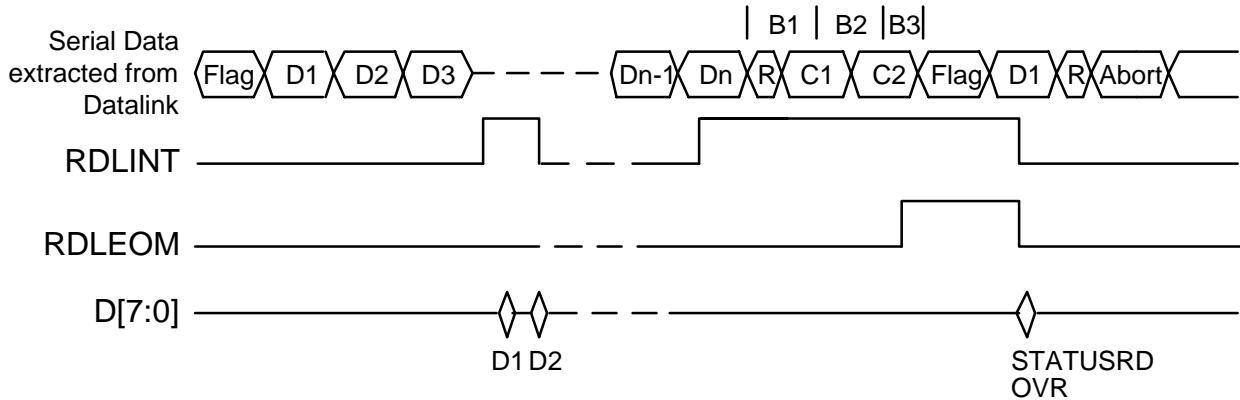 B1 B2 B3
Serial Data
extracted from
Datalink
Flag D1 D2 D3 Dn-1 Dn R C1 C2 Flag D1 R Abort
RDLINT
RDLEOM
D[7:0]
D1 D2
STATUSRD
OVR